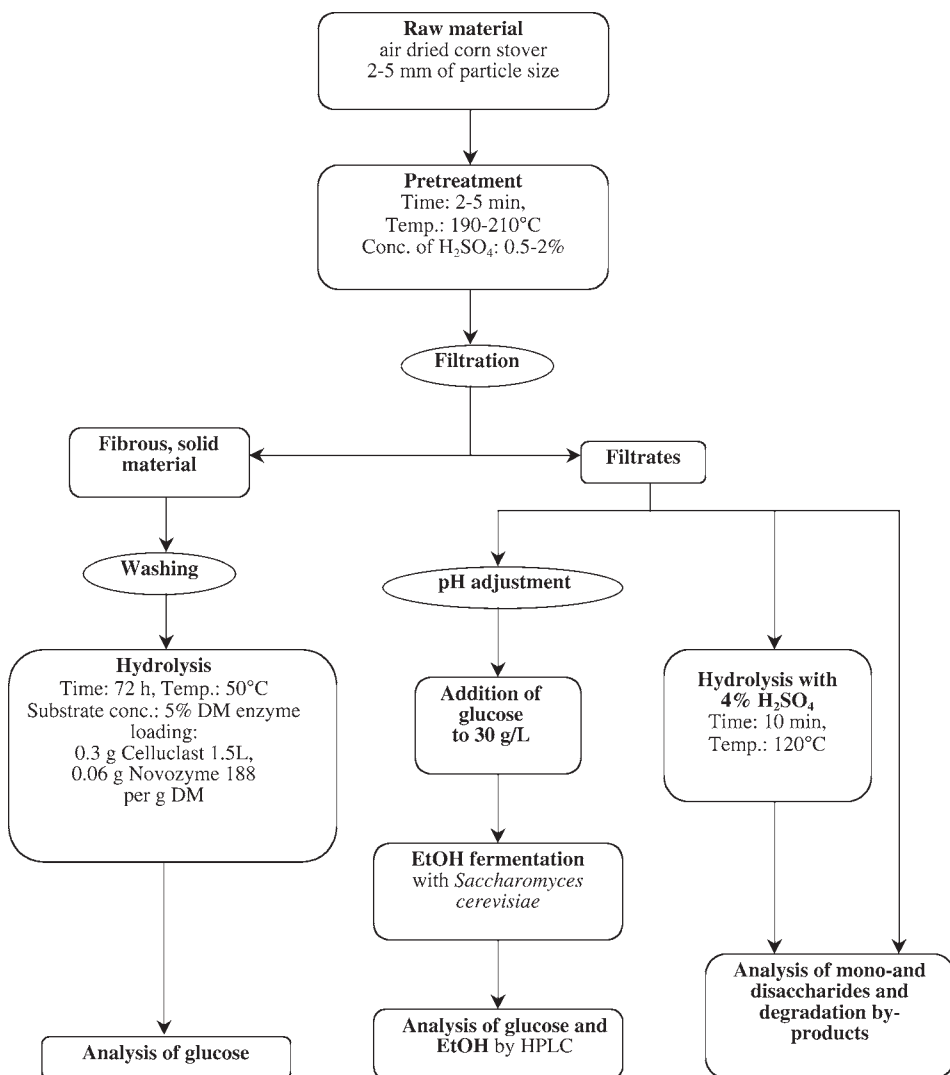 Raw material
air dried corn stover
2-5 mm of particle size
Pretreatment
Time: 2-5 min,
Temp.: 190-210°C
Conc. of H₂SO₄: 0.5-2%
Filtration
Fibrous, solid
material
Filtrates
Washing
pH adjustment
Hydrolysis
Time: 72 h, Temp.: 50°C
Substrate conc.: 5% DM enzyme
loading:
0.3 g Celluclast 1.5L,
0.06 g Novozyme 188
per g DM
Addition of
glucose
to 30 g/L
Hydrolysis with
4% H₂SO₄
Time: 10 min,
Temp.: 120°C
EtOH fermentation
with Saccharomyces
cerevisiae
Analysis of glucose
Analysis of glucose and
EtOH by HPLC
Analysis of mono-and
disaccharides and
degradation by-
products